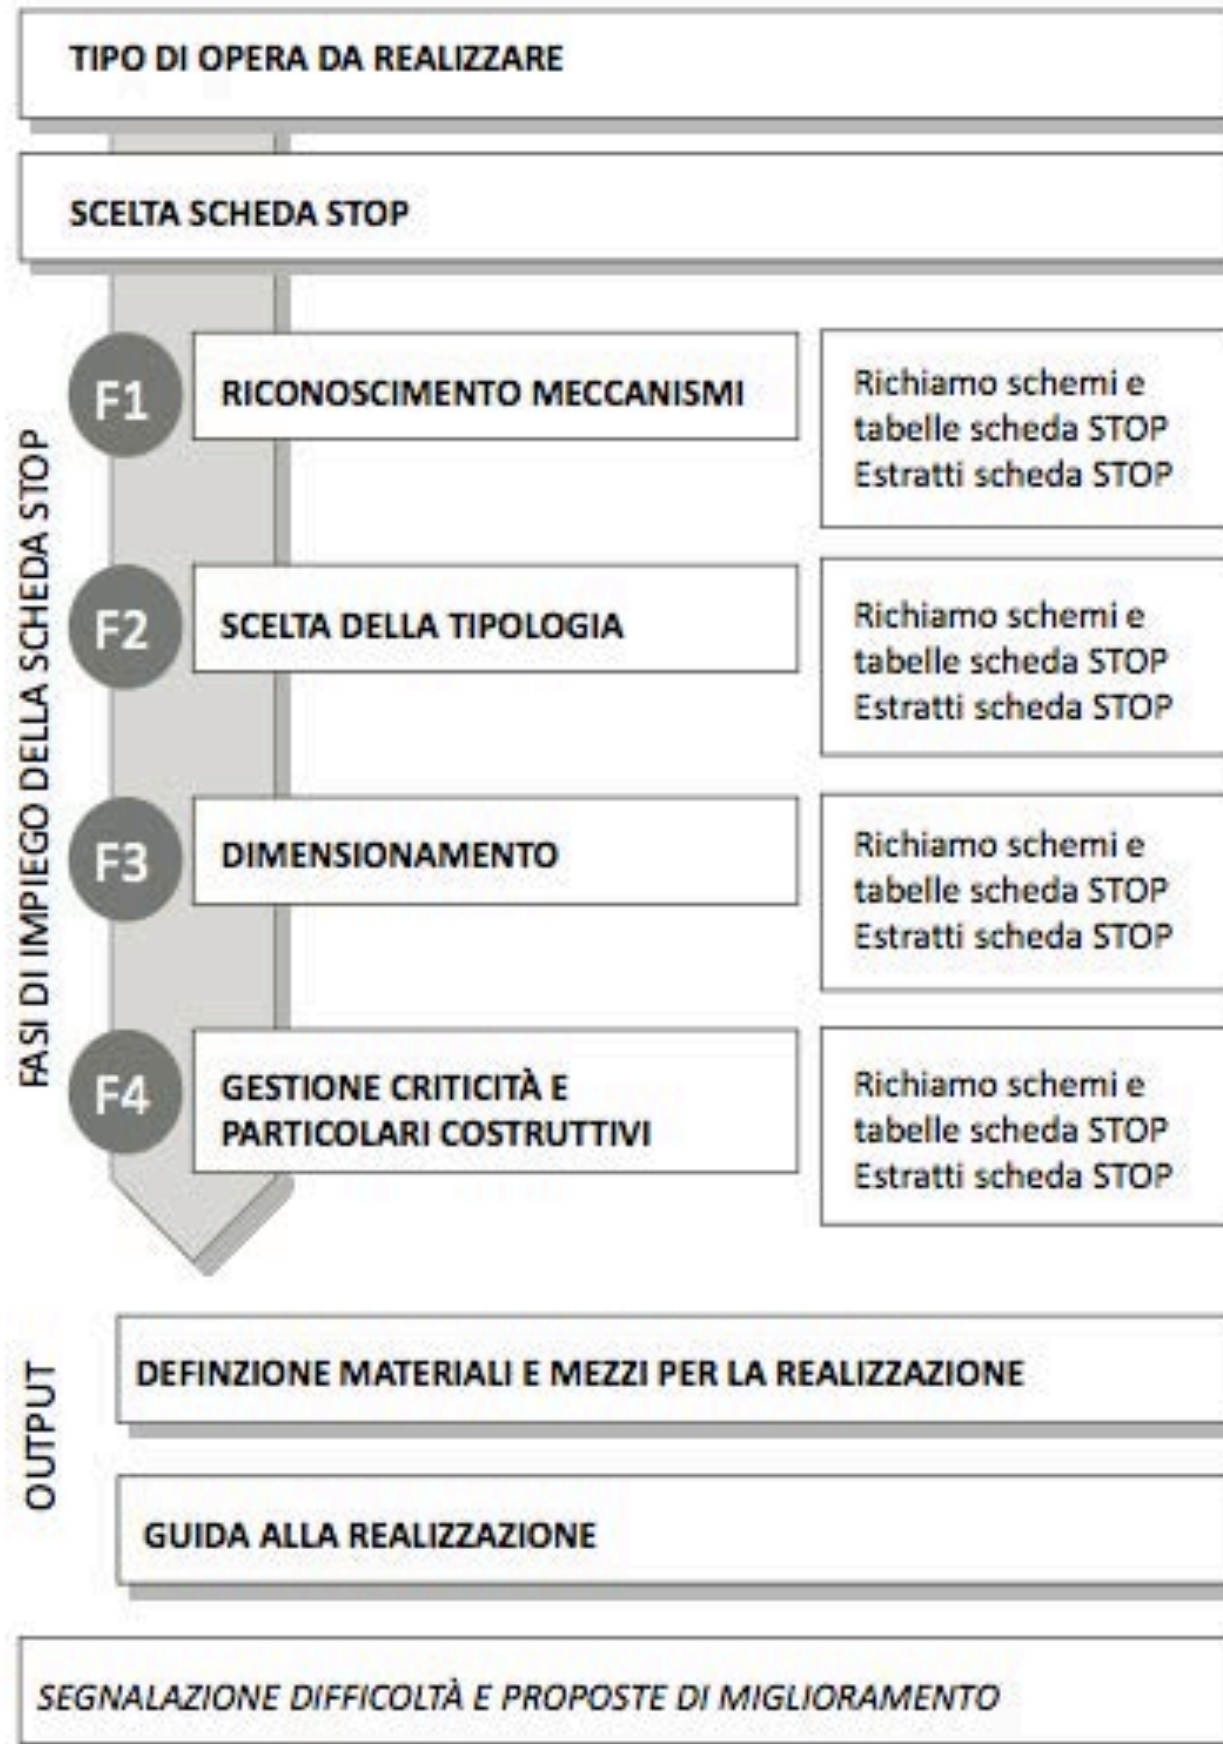 TIPO DI OPERA DA REALIZZARE
SCELTA SCHEDA STOP
FASI DI IMPIEGO DELLA SCHEDA STOP
F1
RICONOSCIMENTO MECCANISMI
Richiamo schemi e
tabelle scheda STOP
Estratti scheda STOP
F2
SCELTA DELLA TIPOLOGIA
Richiamo schemi e
tabelle scheda STOP
Estratti scheda STOP
F3
DIMENSIONAMENTO
Richiamo schemi e
tabelle scheda STOP
Estratti scheda STOP
F4
GESTIONE CRITICITÀ E
PARTICOLARI COSTRUTTIVI
Richiamo schemi e
tabelle scheda STOP
Estratti scheda STOP
OUTPUT
DEFINZIONE MATERIALI E MEZZI PER LA REALIZZAZIONE
GUIDA ALLA REALIZZAZIONE
SEGNALAZIONE DIFFICOLTÀ E PROPOSTE DI MIGLIORAMENTO